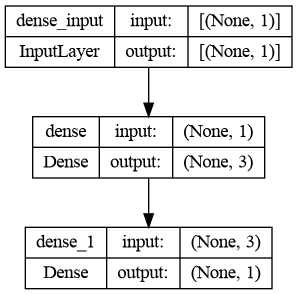 dense_input input: [(None, 1)]
InputLayer output: [(None, 1)]
dense input: (None, 1)
Dense output: (None, 3)
dense_1 input: (None, 3)
Dense output: (None, 1)